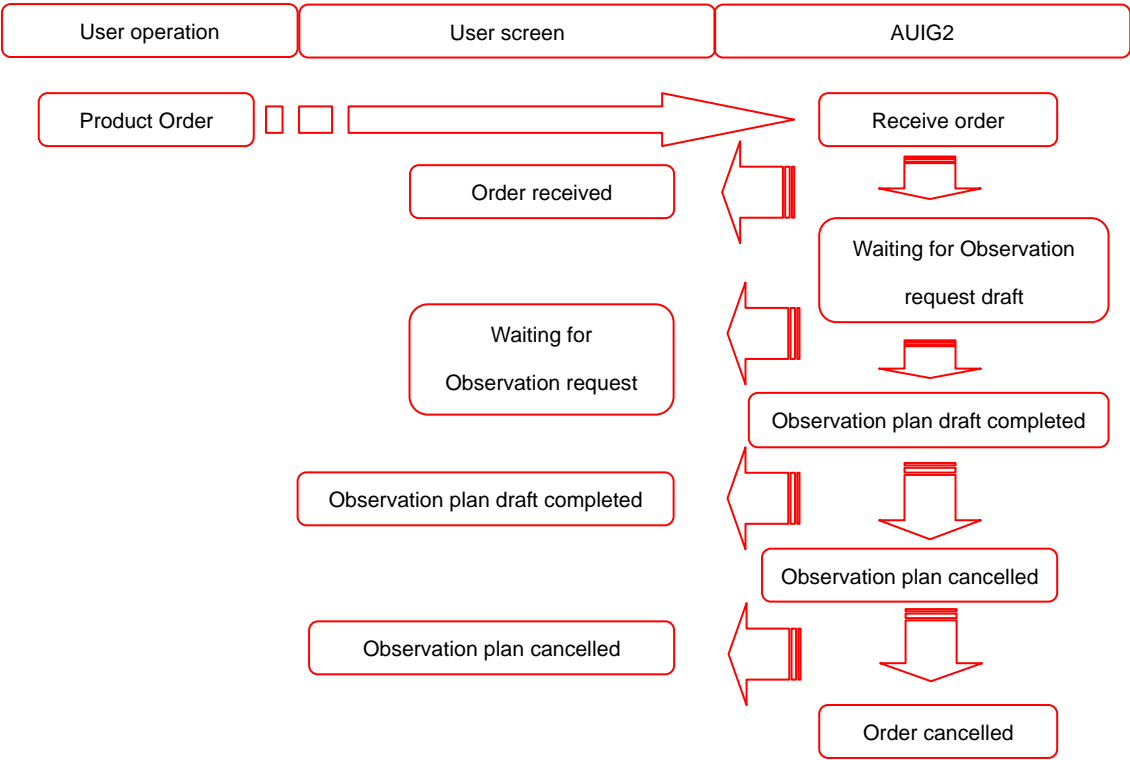 User operation
User screen
AUIG2
Product Order
Receive order
Order received
Waiting for Observation
request draft
Waiting for
Observation request
Observation plan draft completed
Observation plan draft completed
Observation plan cancelled
Observation plan cancelled
Order cancelled